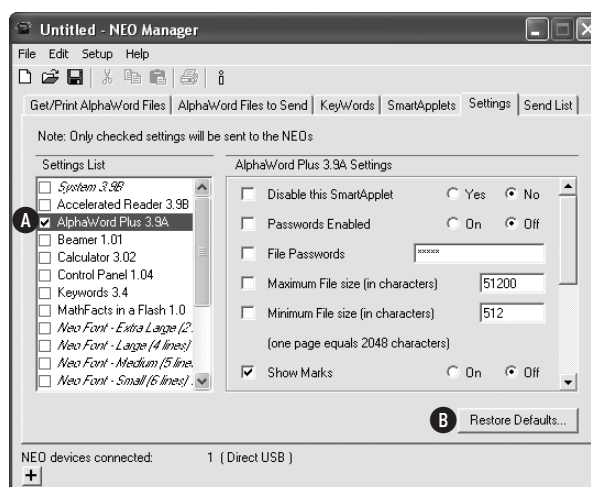 Untitled - NEO Manager
File Edit Setup Help
Get/Print AlphaWord Files AlphaWord Files to Send KeyWords SmartApplets Settings Send List
Note: Only checked settings will be sent to the NEOs
Settings List
System 3.9B
Accelerated Reader 3.9B
A
AlphaWord Plus 3.9A
Beamer 1.01
Calculator 3.02
Control Panel 1.04
Keywords 3.4
MathFacts in a Flash 1.0
Neo Font - Extra Large (2
Neo Font - Large (4 lines)
Neo Font - Medium (5 line.
Neo Font - Small (6 lines) .
AlphaWord Plus 3.9A Settings
Disable this SmartApplet Yes No
Passwords Enabled On Off
File Passwords xxxxx
Maximum File size (in characters) 51200
Minimum File size (in characters) 512
(one page equals 2048 characters)
Show Marks On Off
B Restore Defaults...
NEO devices connected: 1 ( Direct USB )